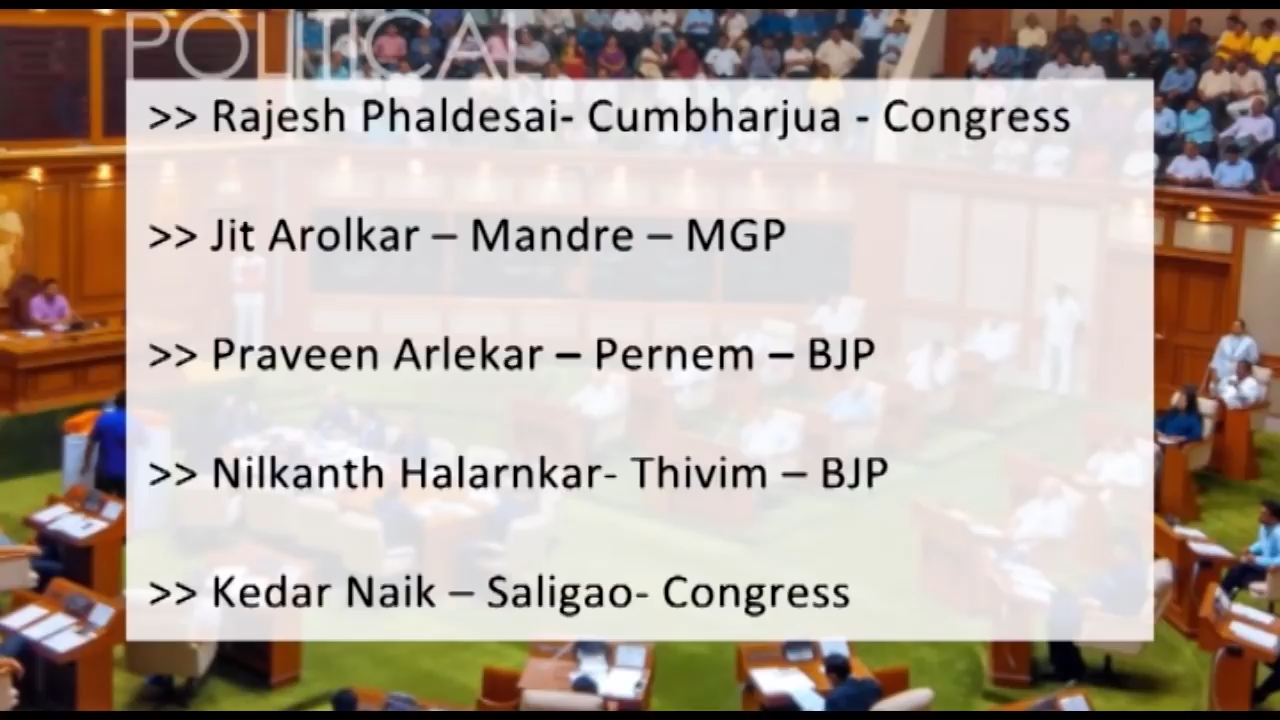 POLITICAL
>> Rajesh Phaldesai- Cumbharjua - Congress
>> Jit Arolkar – Mandre – MGP
>> Praveen Arlekar – Pernem – BJP
>> Nilkanth Halarnkar- Thivim – BJP
>> Kedar Naik – Saligao- Congress